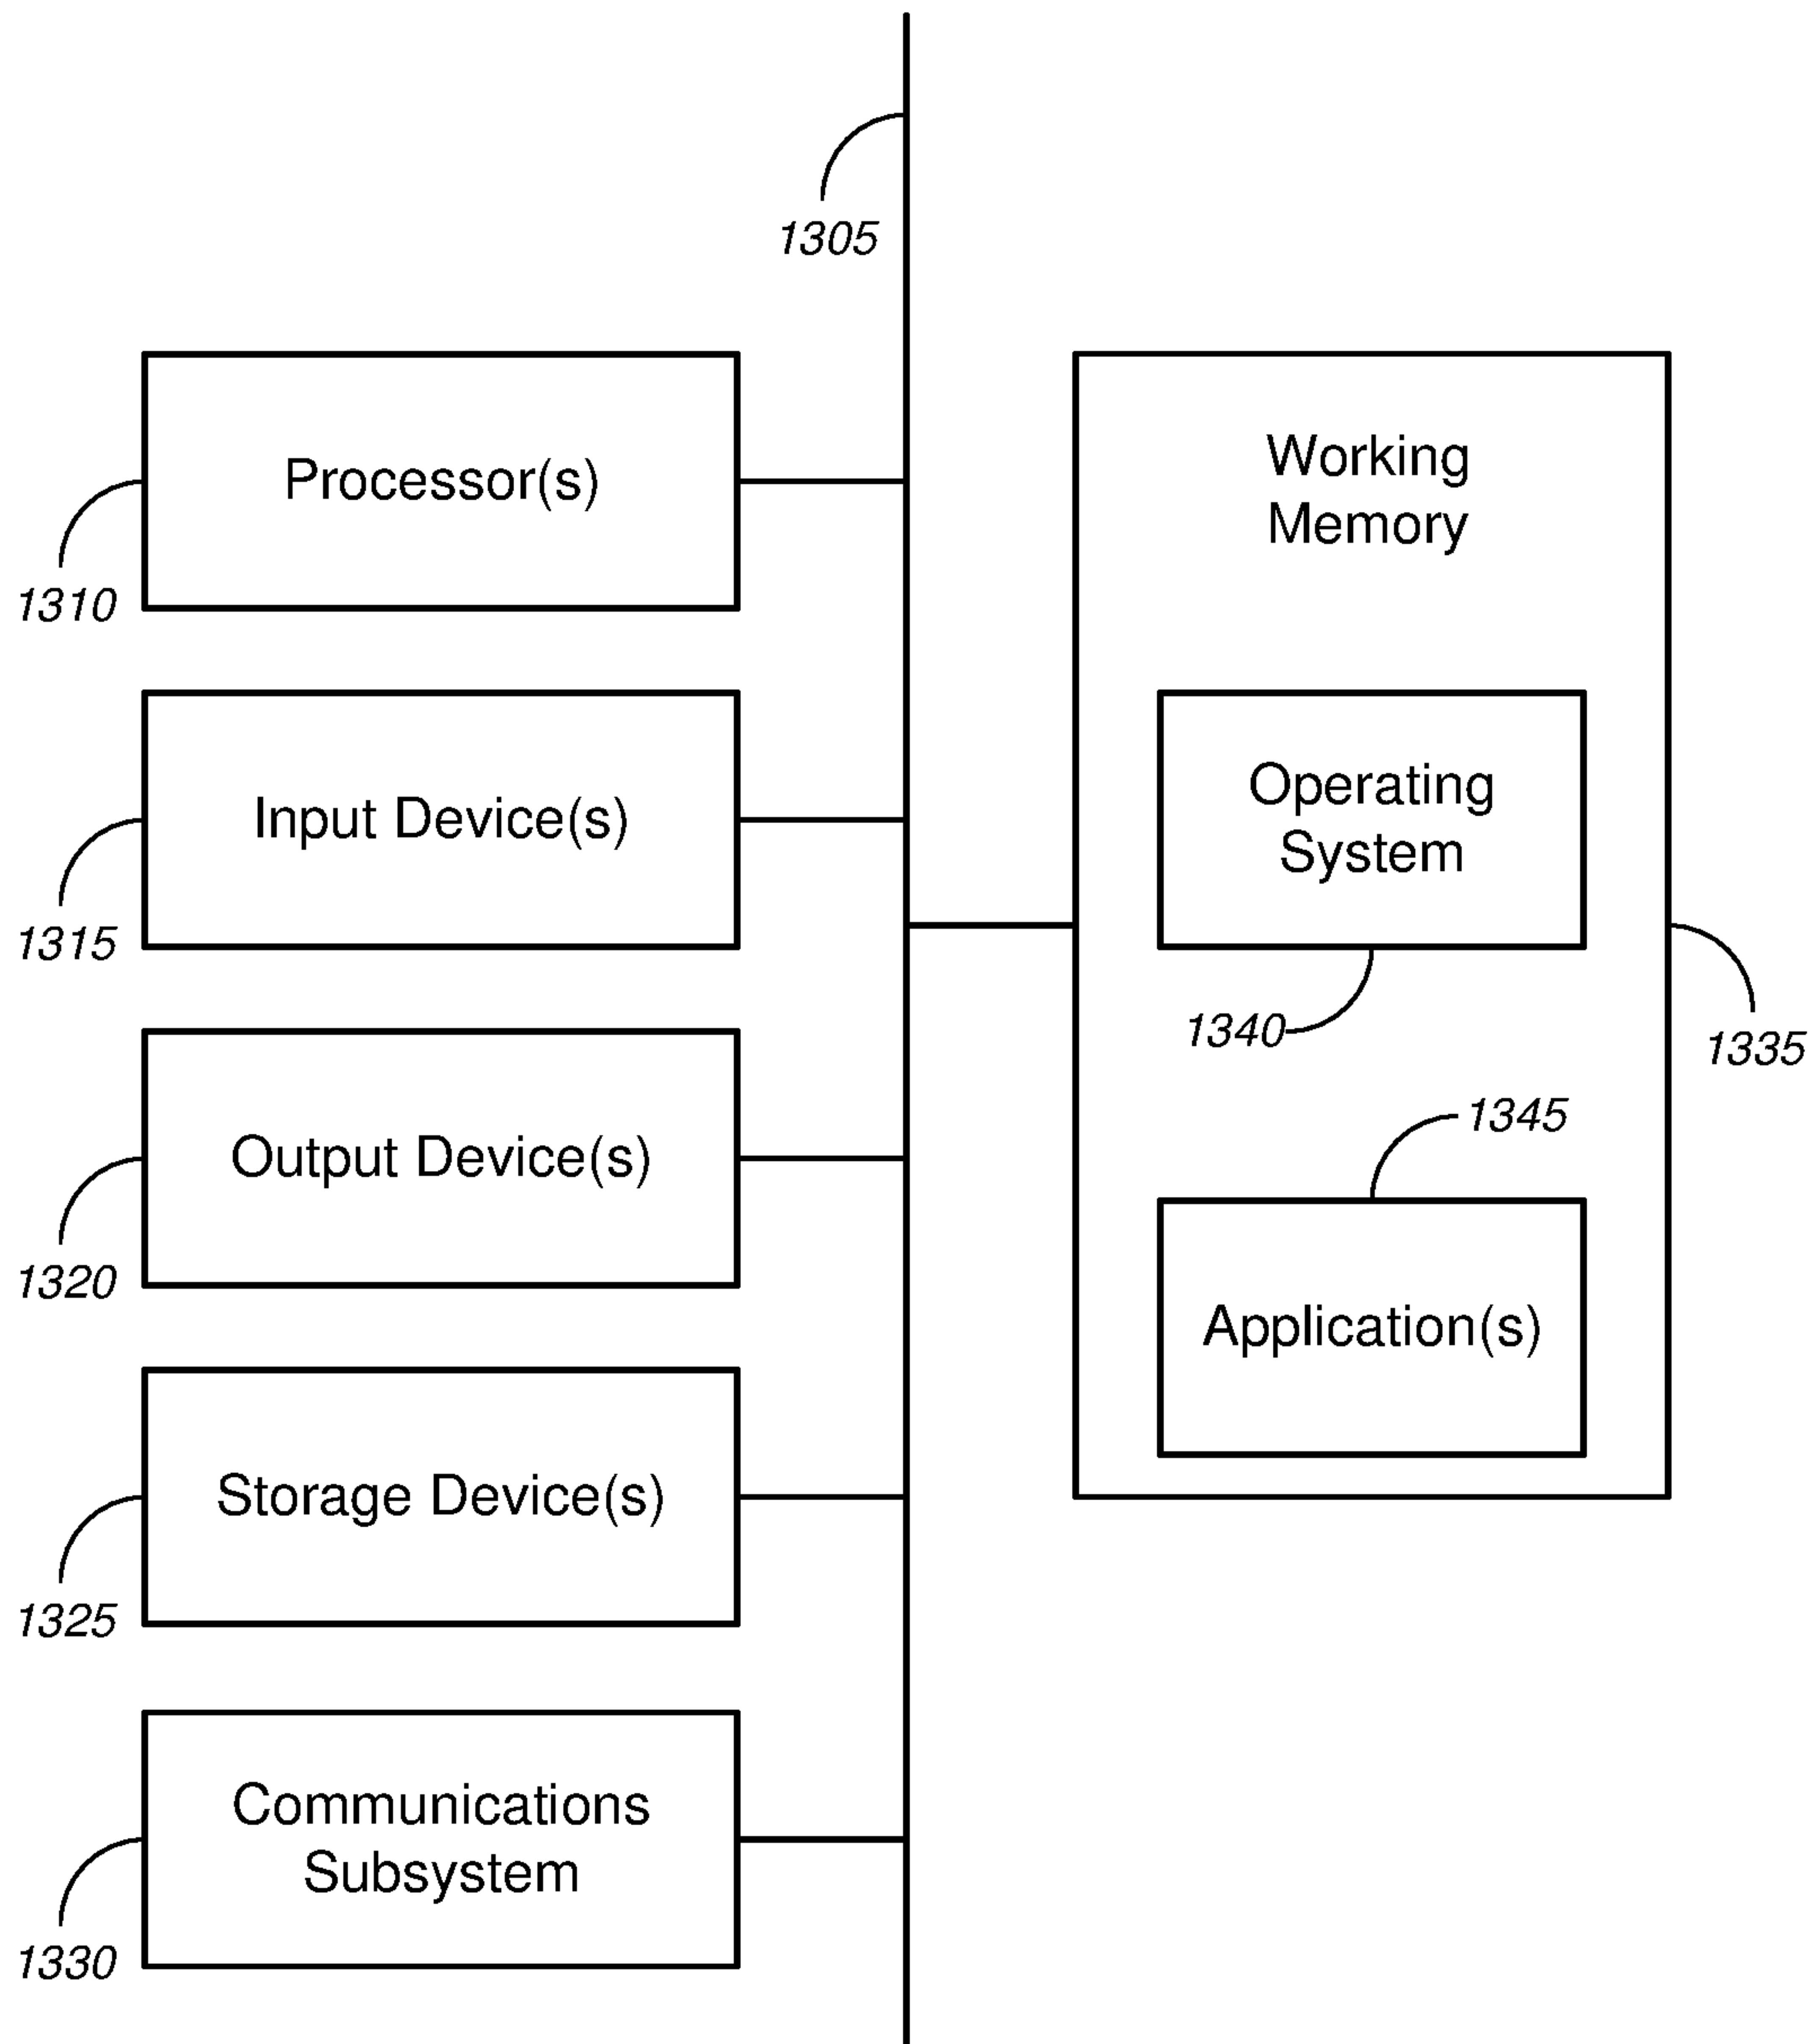 1305
Processor(s)
1310
Input Device(s)
1315
Output Device(s)
1320
Storage Device(s)
1325
Communications
Subsystem
1330
Working
Memory
Operating
System
1340
1335
1345
Application(s)